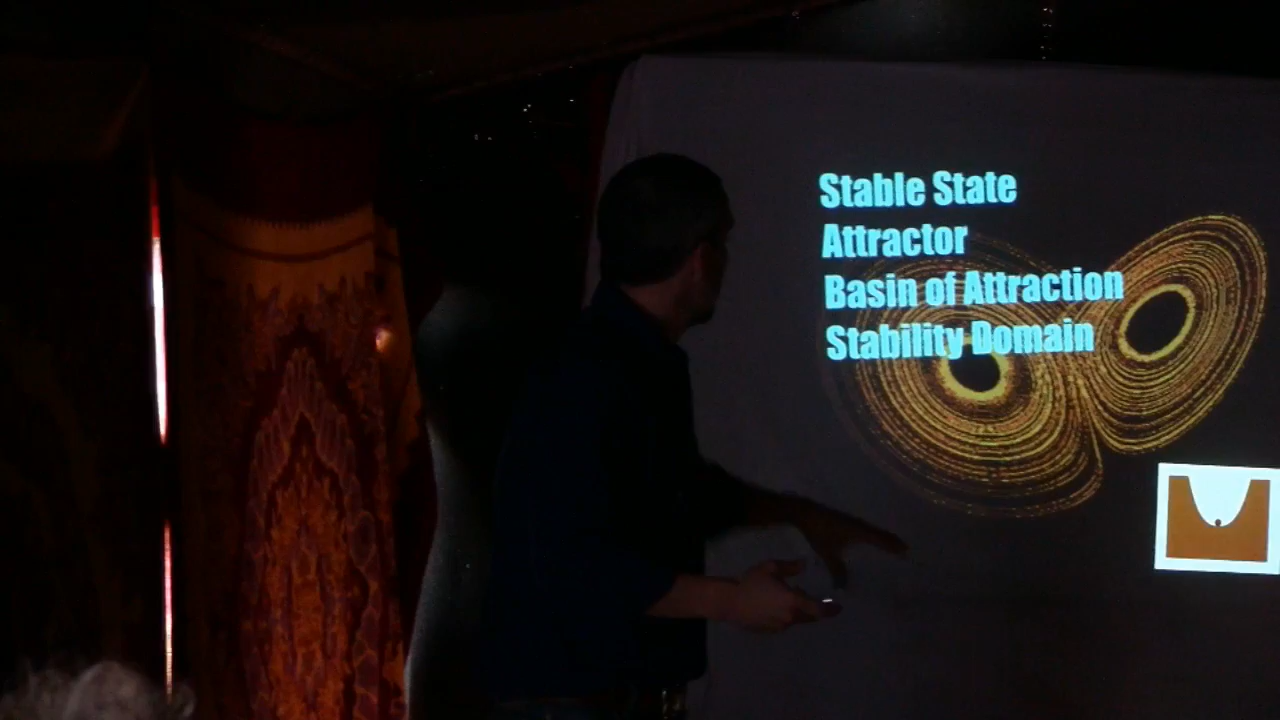 Stable State
Attractor
Basin of Attraction
Stability Domain